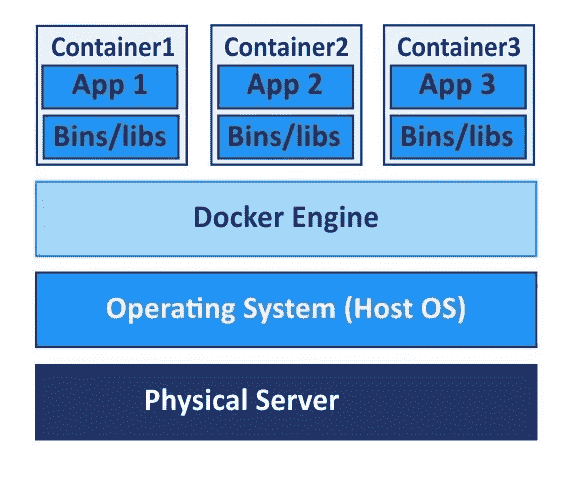 Container1 Container2 Container3
App 1 App 2 App 3
Bins/libs Bins/libs Bins/libs
Docker Engine
Operating System (Host OS)
Physical Server